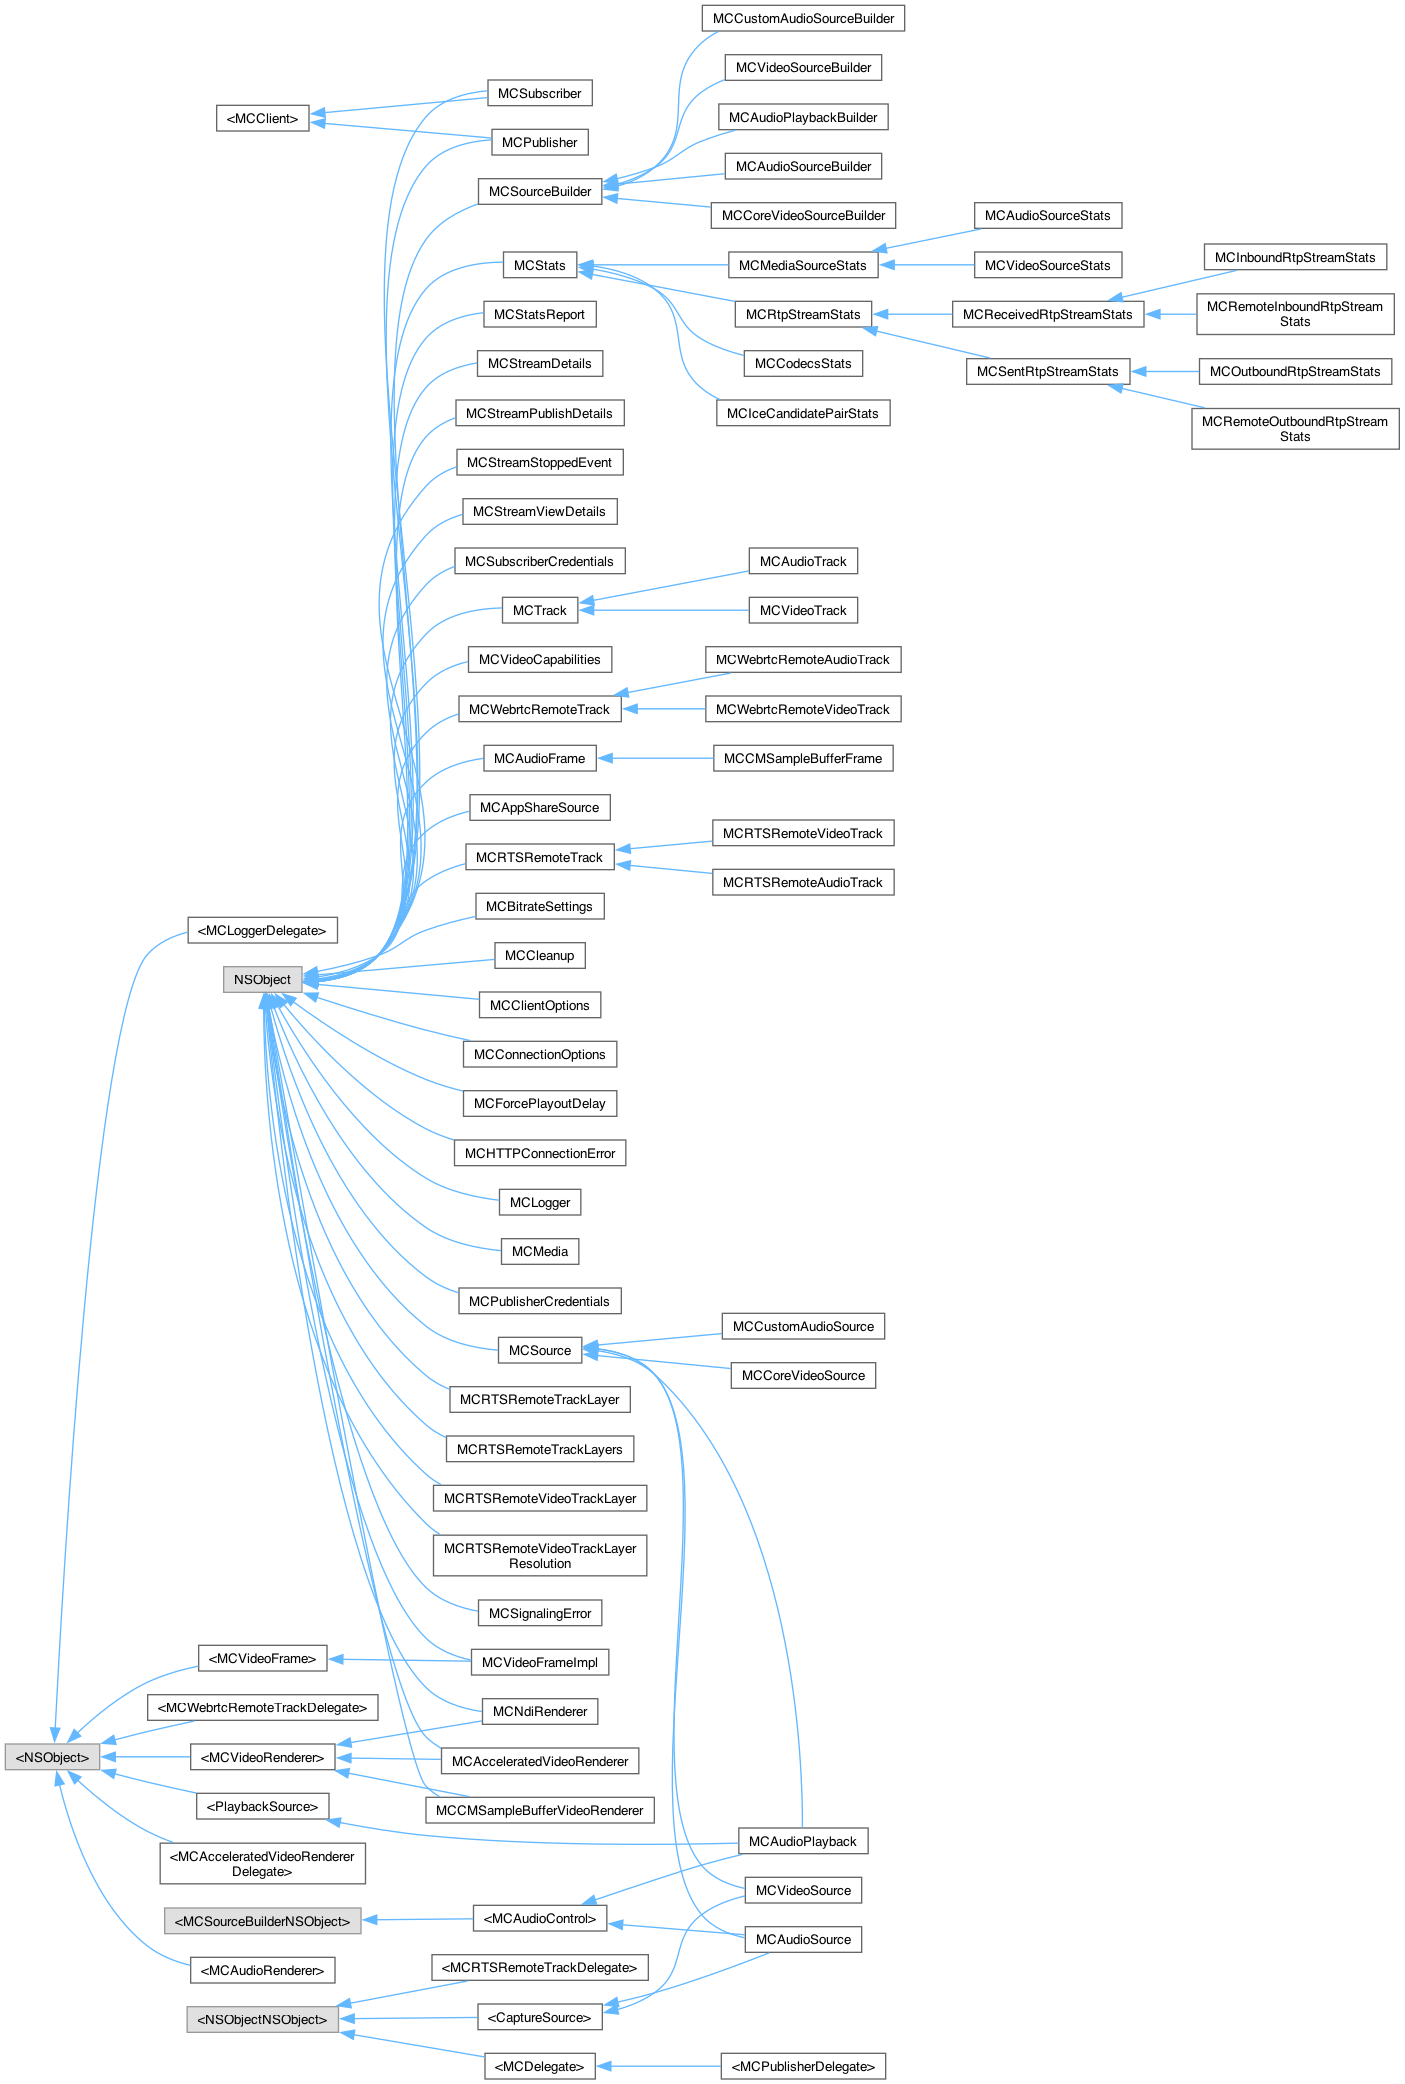 MCCustomAudioSourceBuilder
MCVideoSourceBuilder
MCSubscriber
<MCClient>
MCAudioPlaybackBuilder
MCPublisher
MCAudioSourceBuilder
MCSourceBuilder
MCCoreVideoSourceBuilder
MCAudioSourceStats
MCInboundRtpStreamStats
MCStats
MCMediaSourceStats
MCVideoSourceStats
MCStatsReport
MCRtpStreamStats
MCReceivedRtpStreamStats
MCRemoteInboundRtpStream
Stats
MCStreamDetails
MCCodecsStats
MCSentRtpStreamStats
MCOutboundRtpStreamStats
MCStreamPublishDetails
MCIceCandidatePairStats
MCRemoteOutboundRtpStream
Stats
MCStreamStoppedEvent
MCStreamViewDetails
MCSubscriberCredentials
MCAudioTrack
MCTrack
MCVideoTrack
MCVideoCapabilities
MCWebrtcRemoteAudioTrack
MCWebrtcRemoteTrack
MCWebrtcRemoteVideoTrack
MCAudioFrame
MCCMSampleBufferFrame
MCAppShareSource
MCRTSRemoteVideoTrack
MCRTSRemoteTrack
MCRTSRemoteAudioTrack
MCBitrateSettings
<MCLoggerDelegate>
MCCleanup
NSObject
MCClientOptions
MCConnectionOptions
MCForcePlayoutDelay
MCHTTPConnectionError
MCLogger
MCMedia
MCPublisherCredentials
MCCustomAudioSource
MCSource
MCCoreVideoSource
MCRTSRemoteTrackLayer
MCRTSRemoteTrackLayers
MCRTSRemoteVideoTrackLayer
MCRTSRemoteVideoTrackLayer
Resolution
MCSignalingError
<MCVideoFrame>
MCVideoFrameImpl
<MCWebrtcRemoteTrackDelegate>
MCNdiRenderer
<NSObject>
<MCVideoRenderer>
MCAcceleratedVideoRenderer
<PlaybackSource>
MCCMSampleBufferVideoRenderer
MCAudioPlayback
<MCAcceleratedVideoRenderer
Delegate>
MCVideoSource
<MCSourceBuilderNSObject>
<MCAudioControl>
MCAudioSource
<MCAudioRenderer>
<MCRTSRemoteTrackDelegate>
<NSObjectNSObject>
<CaptureSource>
<MCDelegate>
<MCPublisherDelegate>